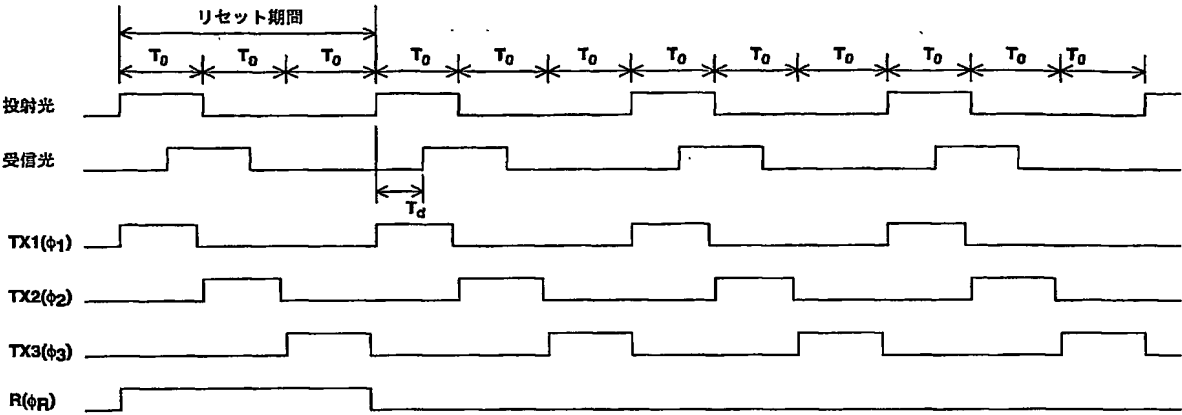 リセット期間
T0 T0 T0 T0 T0 T0 T0 T0 T0 T0 T0 T0
投射光
受信光
Td
TX1(φ1)
TX2(φ2)
TX3(φ3)
R(φR)